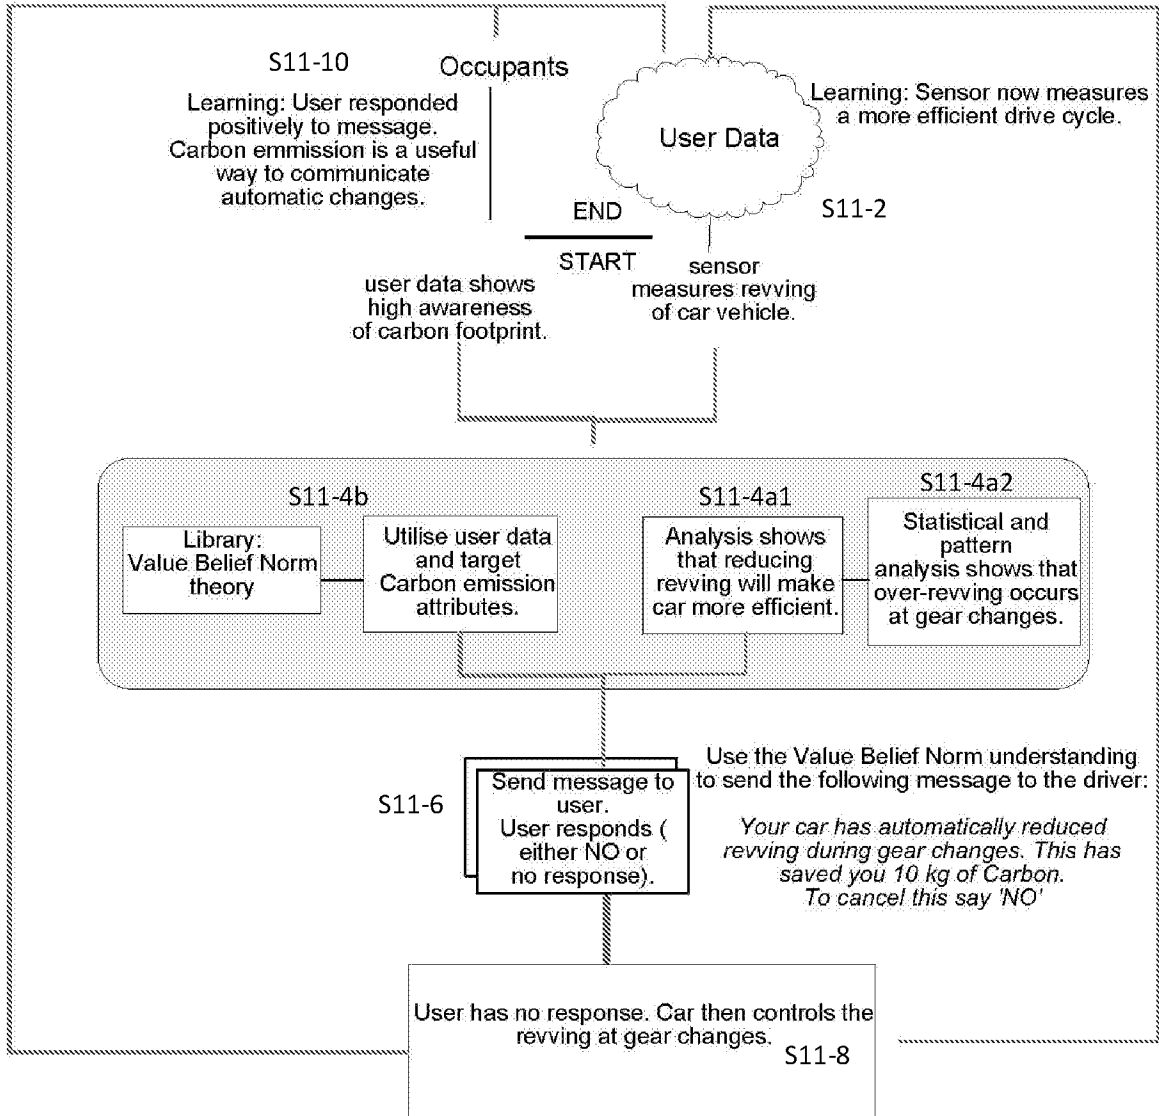 S11-10
Occupants
Learning: User responded
positively to message.
Carbon emmission is a useful
way to communicate
automatic changes.
User Data
Learning: Sensor now measures
a more efficient drive cycle.
S11-2
END
START
user data shows
high awareness
of carbon footprint.
sensor
measures revving
of car vehicle.
S11-4b
Library:
Value Belief Norm
theory
Utilise user data
and target
Carbon emission
attributes.
S11-4a1
Analysis shows
that reducing
revving will make
car more efficient.
S11-4a2
Statistical and
pattern
analysis shows that
over-revving occurs
at gear changes.
S11-6
Send message to
user.
User responds (
either NO or
no response).
Use the Value Belief Norm understanding
to send the following message to the driver:
Your car has automatically reduced
revving during gear changes. This has
saved you 10 kg of Carbon.
To cancel this say 'NO'
User has no response. Car then controls the
revving at gear changes.
S11-8